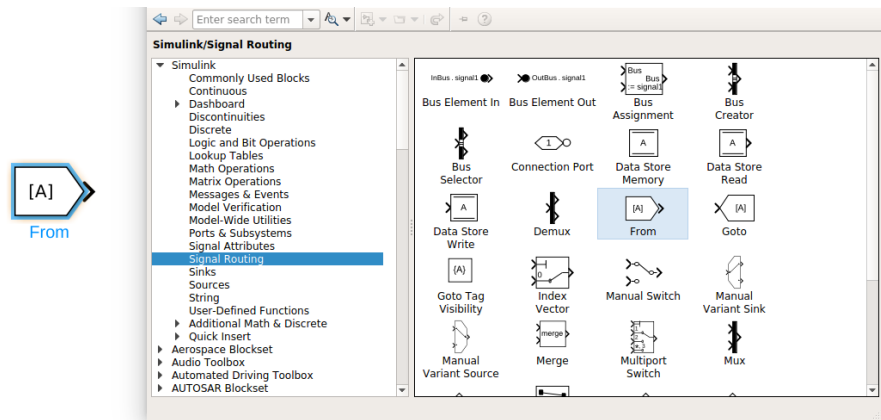 Enter search term
Simulink/Signal Routing
[A]
From
Simulink
Commonly Used Blocks
Continuous
Dashboard
Discontinuities
Discrete
Logic and Bit Operations
Lookup Tables
Math Operations
Matrix Operations
Messages & Events
Model Verification
Model-Wide Utilities
Ports & Subsystems
Signal Attributes
Signal Routing
Sinks
Sources
String
User-Defined Functions
Additional Math & Discrete
Quick Insert
Aerospace Blockset
Audio Toolbox
Automated Driving Toolbox
AUTOSAR Blockset
InBus . signal1
Bus Element In
OutBus . signal1
Bus Element Out
Bus
Bus
:= signal1
Bus
Assignment
Bus
Creator
Bus
Selector
1
Connection Port
A
Data Store
Memory
A
Data Store
Read
A
Data Store
Write
Demux
[A]
From
[A]
Goto
{A}
Goto Tag
Visibility
0
Index
Vector
Manual Switch
Manual
Variant Sink
Manual
Variant Source
merge
Merge
Multiport
Switch
Mux